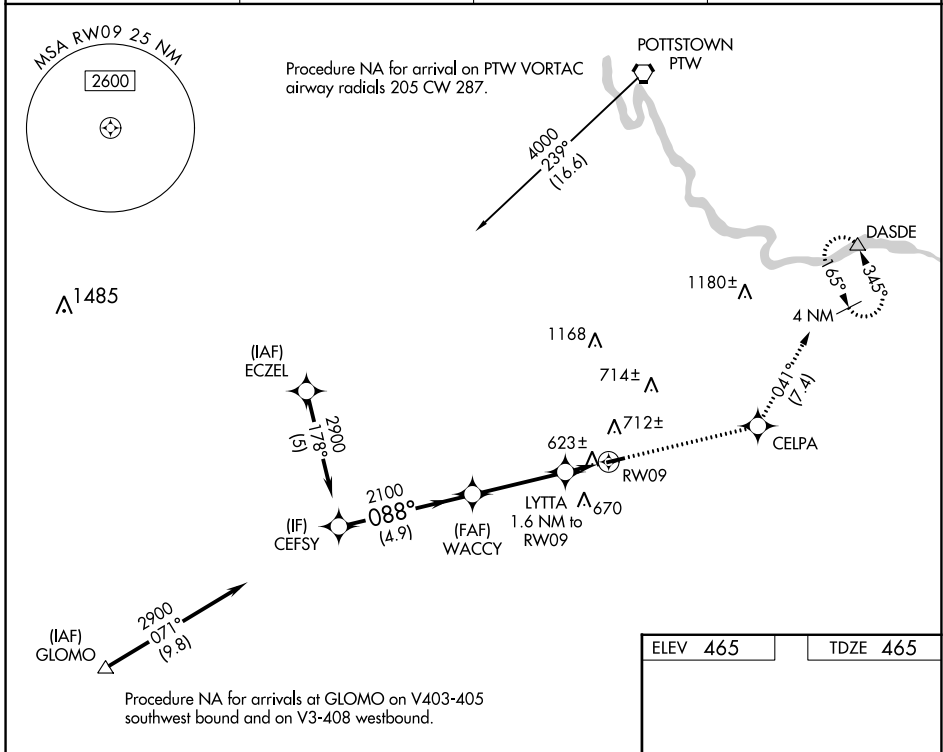 MSA RW09 25 NM
2600
Procedure NA for arrival on PTW VORTAC
airway radials 205 CW 287.
POTTSTOWN
PTW
4000
239°
(16.6)
DASDE
165°
345°
4 NM
1180±
1485
1168
714±
712±
623±
670
041°
(7.4)
CELPA
(IAF)
ECZEL
2900
178°
(5)
RW09
LYTTA
1.6 NM to
RW09
2100
088°
(4.9)
(IF)
CEFSY
(FAF)
WACCY
2900
071°
(9.8)
(IAF)
GLOMO
Procedure NA for arrivals at GLOMO on V403-405
southwest bound and on V3-408 westbound.
ELEV 465
TDZE 465